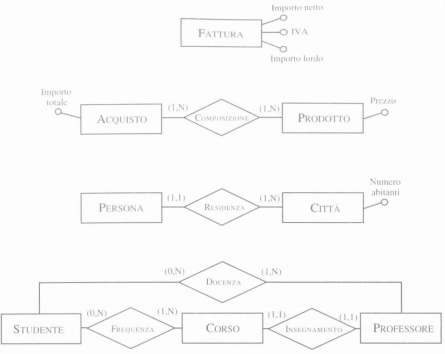 Importo netto
FATTURA
IVA
Importo lordo
Importo totale
ACQUISTO
(1,N)
COMPOSIZIONE
(1,N)
PRODOTTO
Prezzo
PERSONA
(1,1)
RESIDENZA
(1,N)
CITTÀ
Numero abitanti
(0,N)
DOCENZA
(1,N)
STUDENTE
(0,N)
FREQUENZA
(1,N)
CORSO
(1,1)
INSEGNAMENTO
(1,1)
PROFESSORE